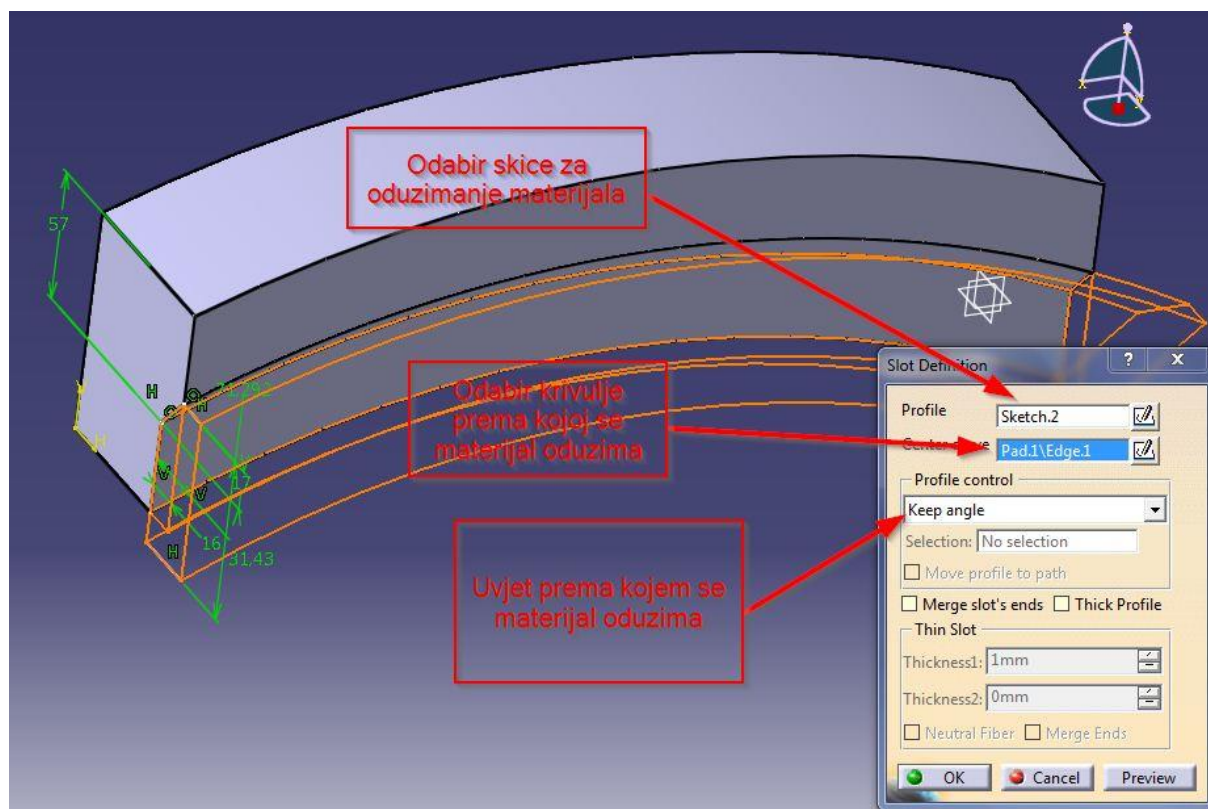 Odabir skice za
oduzimanje materijala
57
H
H
17
16
31,43
H
Odabir krivulje
prema kojoj se
materijal oduzima
Uvjet prema kojem se
materijal oduzima
Slot Definition
? X
Profile Sketch.2
Center curve Pad.1\Edge.1
Profile control
Keep angle
Selection: No selection
Move profile to path
Merge slot's ends Thick Profile
Thin Slot
Thickness1: 1mm
Thickness2: 0mm
Neutral Fiber Merge Ends
OK Cancel Preview